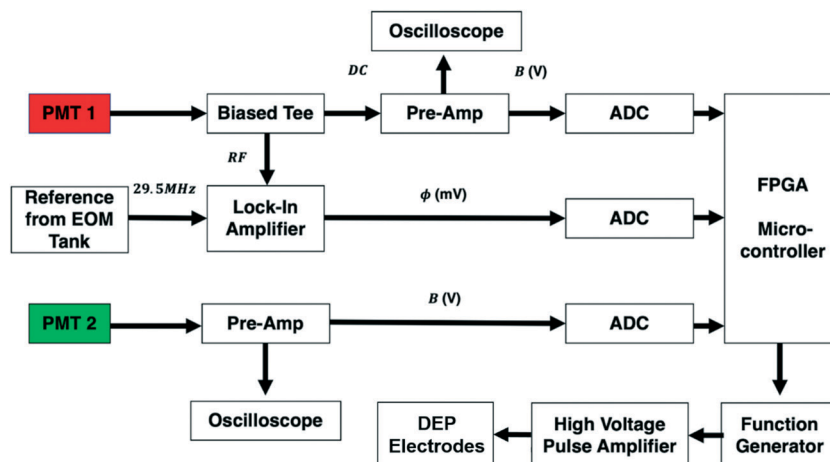 Oscilloscope
DC
B (V)
PMT 1
Biased Tee
Pre-Amp
ADC
RF
29.5MHz
Reference
from EOM
Tank
Lock-In
Amplifier
ϕ (mV)
ADC
FPGA
Micro-
controller
B (V)
PMT 2
Pre-Amp
ADC
Oscilloscope
DEP
Electrodes
High Voltage
Pulse Amplifier
Function
Generator